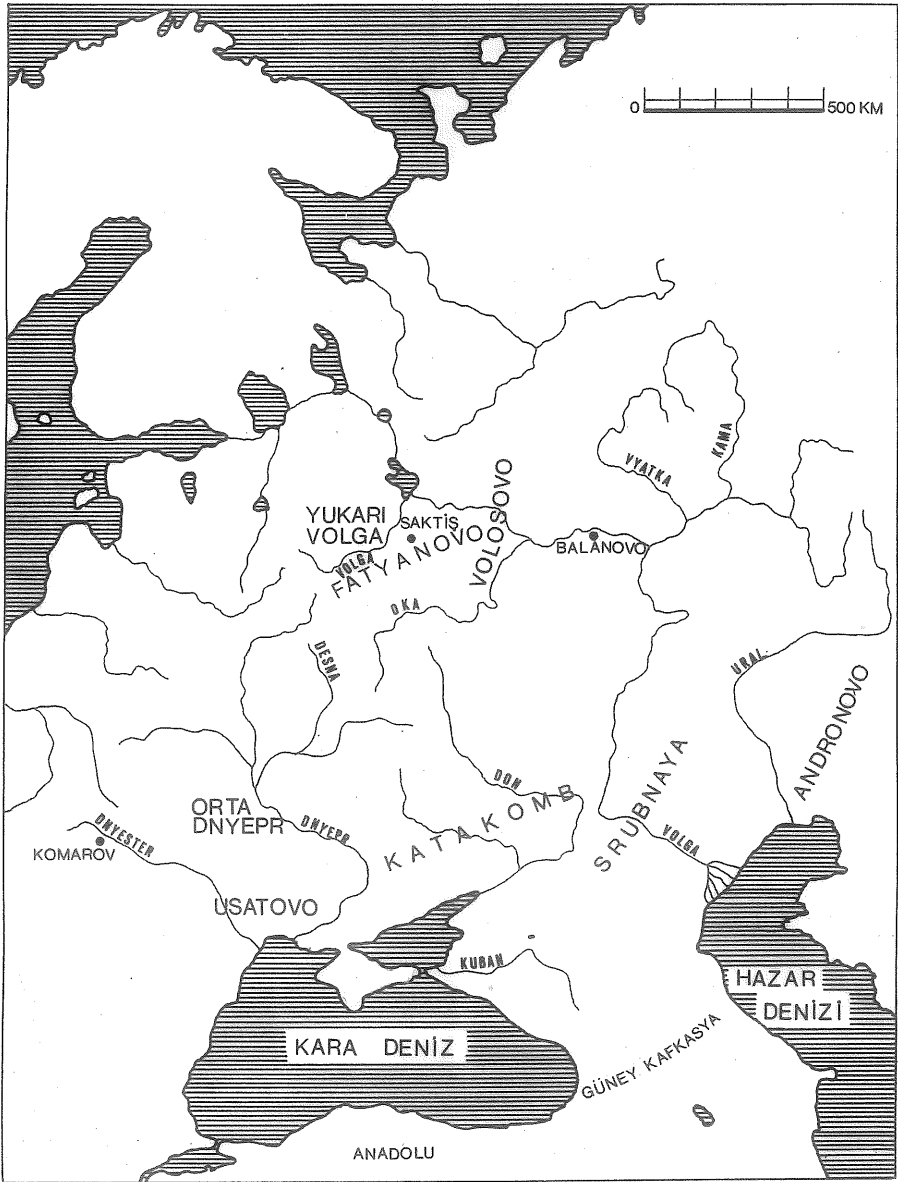 0 500 KM
KAMA
VYATKA
VOLOSOVO
YUKARI
VOLGA
SAKTİŞ
FATYANOVO
VOLGA
BALANOVO
OKA
DESNA
URAL
ANDRONOVO
DON
ORTA
DNYEPR
DNYEPR
DNYESTER
KOMAROV
KATAKOMB
SRUBNAYA
VOLGA
USATOVO
KUBAN
HAZAR
DENİZİ
KARA DENİZ
GÜNEY KAFKASYA
ANADOLU